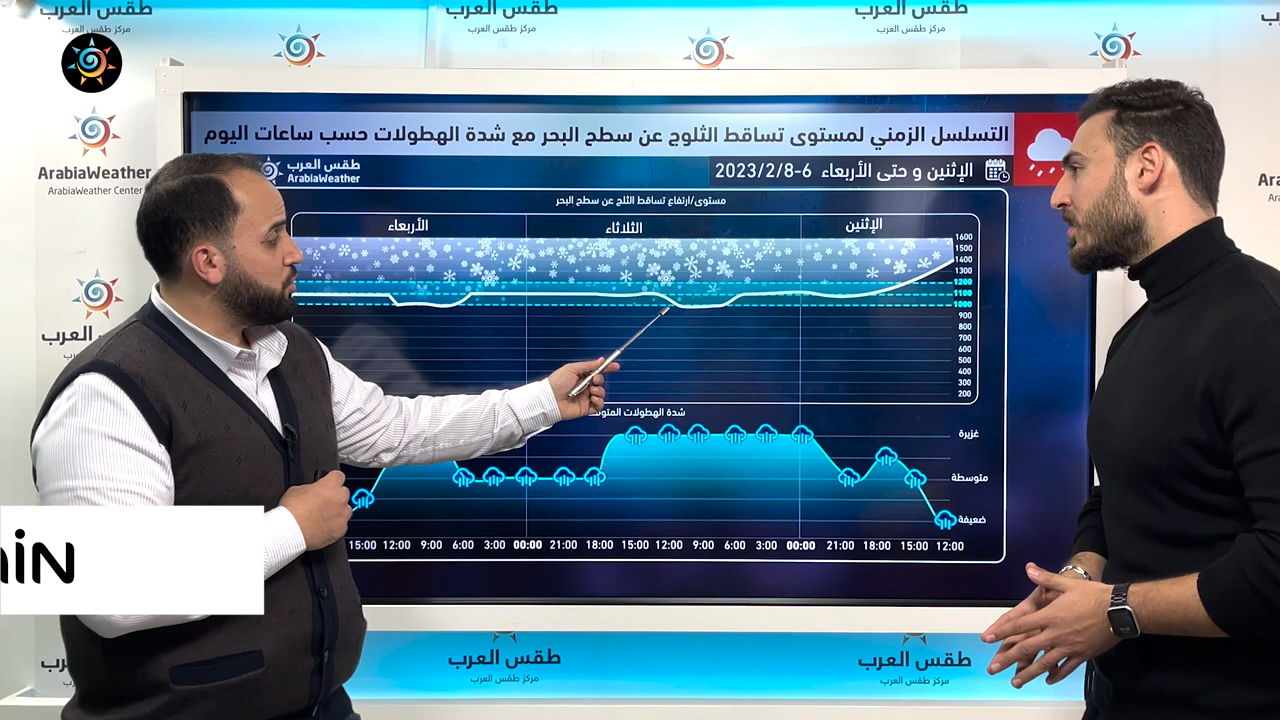 طقس العرب
مركز طقس العرب
طقس العرب
مركز طقس العرب
طقس العرب
مركز طقس العرب
ArabiaWeather
ArabiaWeather Center
التسلسل الزمني لمستوى تساقط الثلوج عن سطح البحر مع شدة الهطولات حسب ساعات اليوم
طقس العرب
ArabiaWeather
الإثنين و حتى الأربعاء 6-2023/2/8
مستوى/ارتفاع تساقط الثلج عن سطح البحر
الإثنين
الثلاثاء
الأربعاء
1600
1500
1400
1300
1200
1100
1000
900
800
700
600
500
400
300
200
شدة الهطولات
غزيرة
متوسطة
ضعيفة
15:00 12:00 9:00 6:00 3:00 00:00 21:00 18:00 15:00 12:00 9:00 6:00 3:00 00:00 21:00 18:00 15:00 12:00
طقس العرب
مركز طقس العرب
طقس العرب
مركز طقس العرب